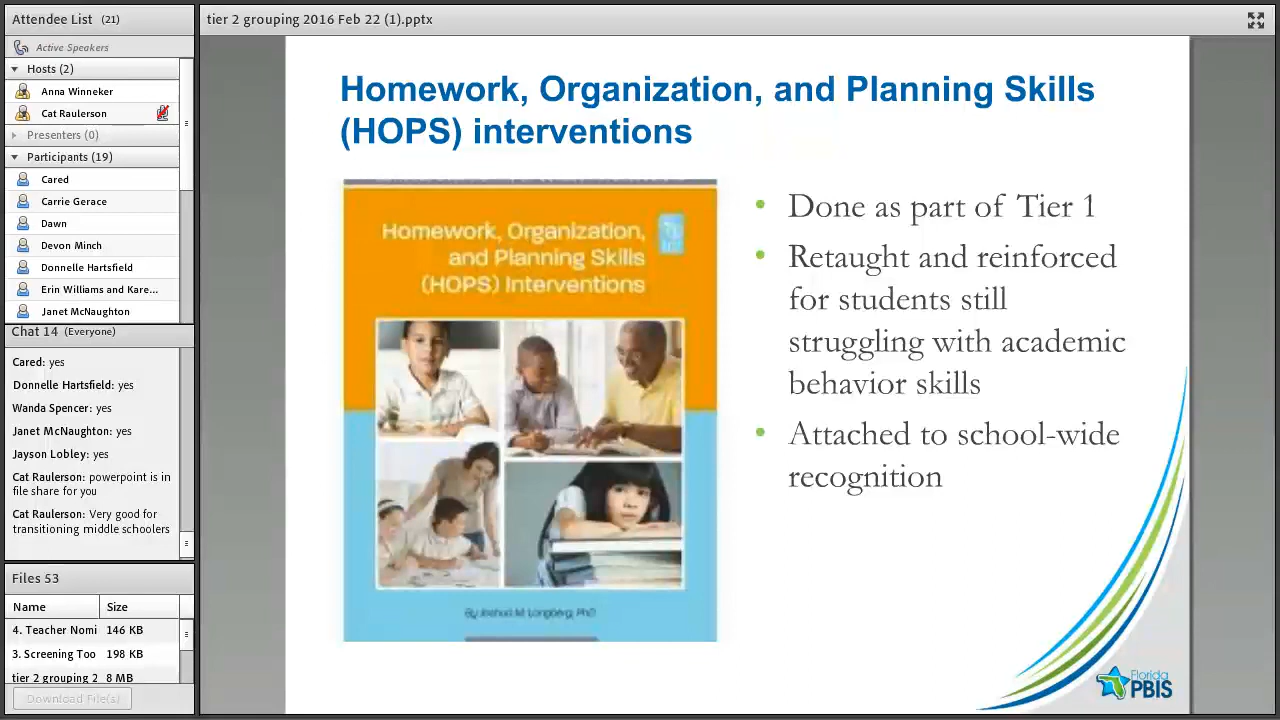 Attendee List (21)
Active Speakers
Hosts (2)
Anna Winneker
Cat Raulerson
Presenters (0)
Participants (19)
Cared
Carrie Gerace
Dawn
Devon Minch
Donnelle Hartsfield
Erin Williams and Kare...
Janet McNaughton
Chat 14 (Everyone)
Cared: yes
Donnelle Hartsfield: yes
Wanda Spencer: yes
Janet McNaughton: yes
Jayson Lobley: yes
Cat Raulerson: powerpoint is in
file share for you
Cat Raulerson: Very good for
transitioning middle schoolers
Files 53
Name Size
4. Teacher Nomi 146 KB
3. Screening Too 198 KB
tier 2 grouping 2 8 MB
Download File(s)
tier 2 grouping 2016 Feb 22 (1).pptx
Homework, Organization, and Planning Skills
(HOPS) interventions
Homework, Organization,
and Planning Skills
(HOPS) Interventions
• Done as part of Tier 1
• Retaught and reinforced
for students still
struggling with academic
behavior skills
• Attached to school-wide
recognition
Florida
PBIS